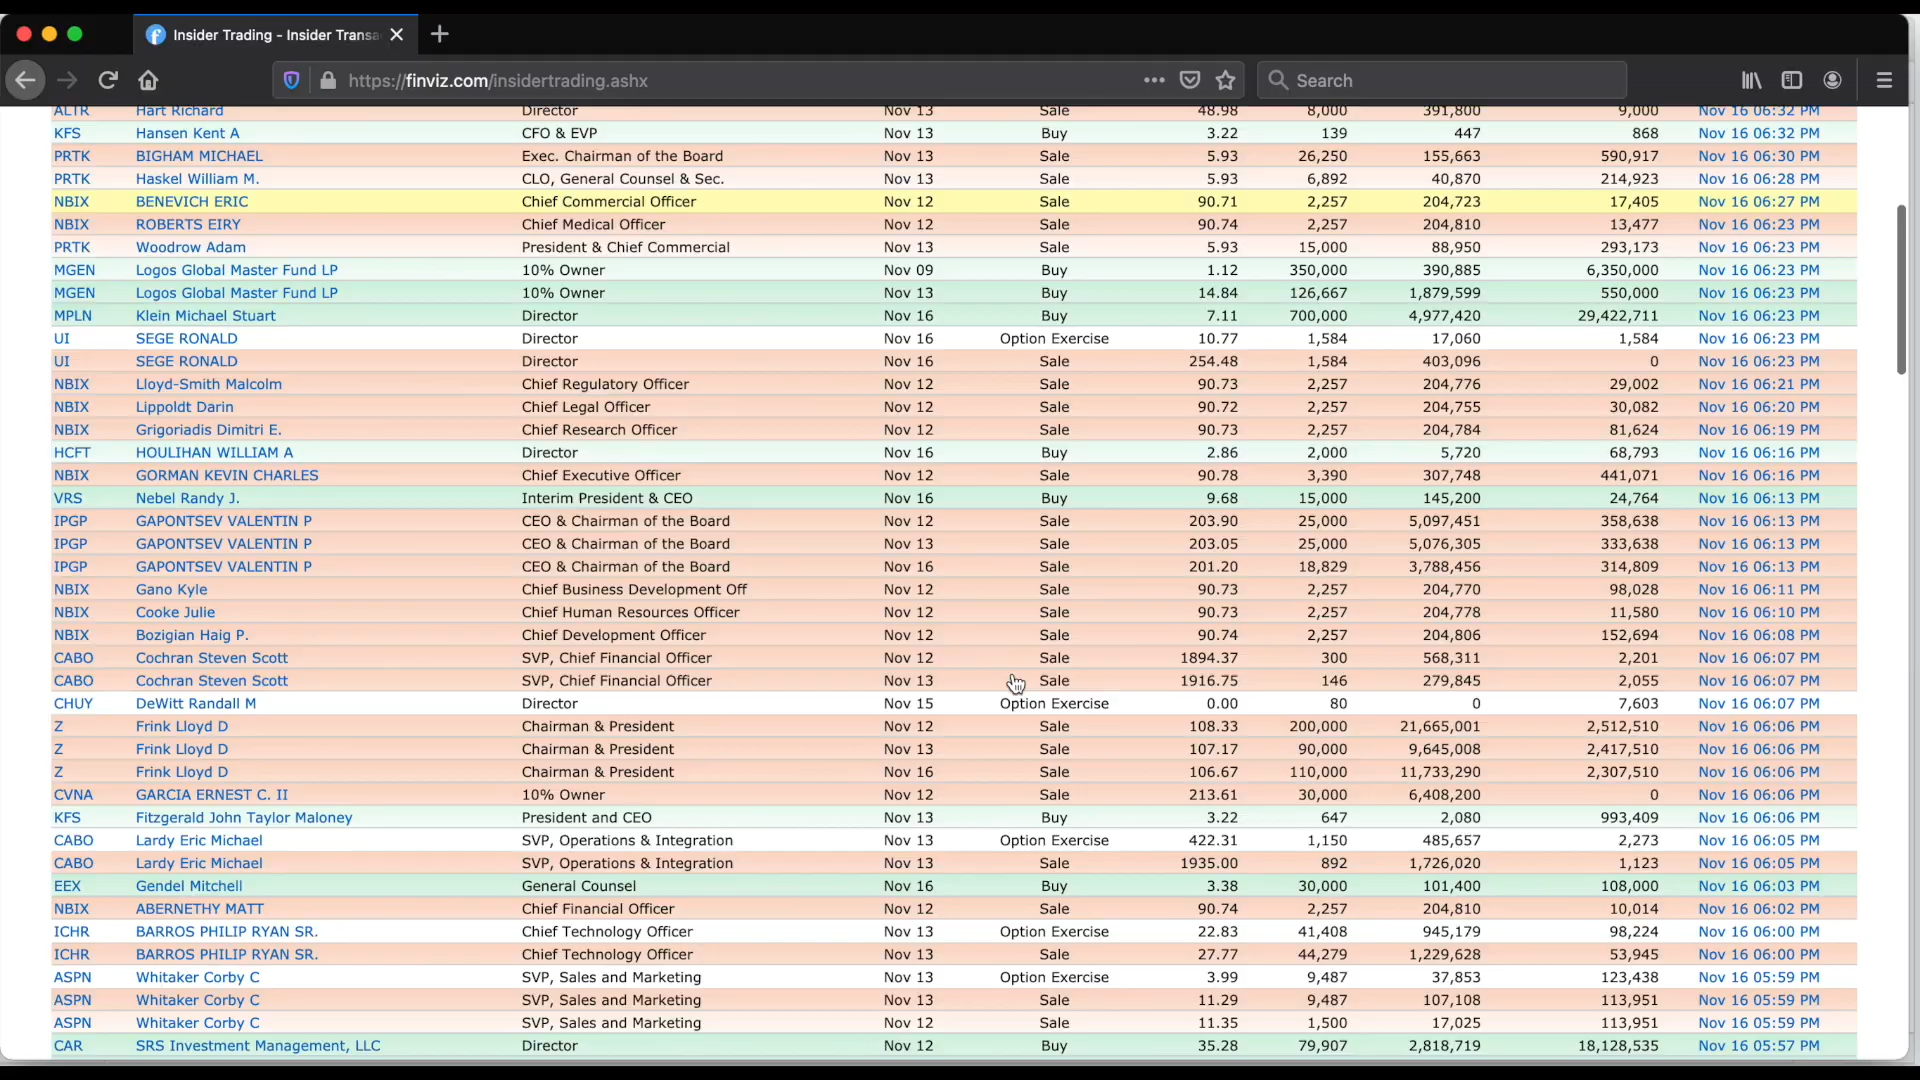 Insider Trading - Insider Transa
https://finviz.com/insidertrading.ashx
Search
ALTR Hart Richard Director Nov 13 Sale 48.98 8,000 391,800 9,000 Nov 16 06:32 PM
KFS Hansen Kent A CFO & EVP Nov 13 Buy 3.22 139 447 868 Nov 16 06:32 PM
PRTK BIGHAM MICHAEL Exec. Chairman of the Board Nov 13 Sale 5.93 26,250 155,663 590,917 Nov 16 06:30 PM
PRTK Haskel William M. CLO, General Counsel & Sec. Nov 13 Sale 5.93 6,892 40,870 214,923 Nov 16 06:28 PM
NBIX BENEVICH ERIC Chief Commercial Officer Nov 12 Sale 90.71 2,257 204,723 17,405 Nov 16 06:27 PM
NBIX ROBERTS EIRY Chief Medical Officer Nov 12 Sale 90.74 2,257 204,810 13,477 Nov 16 06:23 PM
PRTK Woodrow Adam President & Chief Commercial Nov 13 Sale 5.93 15,000 88,950 293,173 Nov 16 06:23 PM
MGEN Logos Global Master Fund LP 10% Owner Nov 09 Buy 1.12 350,000 390,885 6,350,000 Nov 16 06:23 PM
MGEN Logos Global Master Fund LP 10% Owner Nov 13 Buy 14.84 126,667 1,879,599 550,000 Nov 16 06:23 PM
MPLN Klein Michael Stuart Director Nov 16 Buy 7.11 700,000 4,977,420 29,422,711 Nov 16 06:23 PM
UI SEGE RONALD Director Nov 16 Option Exercise 10.77 1,584 17,060 1,584 Nov 16 06:23 PM
UI SEGE RONALD Director Nov 16 Sale 254.48 1,584 403,096 0 Nov 16 06:23 PM
NBIX Lloyd-Smith Malcolm Chief Regulatory Officer Nov 12 Sale 90.73 2,257 204,776 29,002 Nov 16 06:21 PM
NBIX Lippoldt Darin Chief Legal Officer Nov 12 Sale 90.72 2,257 204,755 30,082 Nov 16 06:20 PM
NBIX Grigoriadis Dimitri E. Chief Research Officer Nov 12 Sale 90.73 2,257 204,784 81,624 Nov 16 06:19 PM
HCFT HOULIHAN WILLIAM A Director Nov 16 Buy 2.86 2,000 5,720 68,793 Nov 16 06:16 PM
NBIX GORMAN KEVIN CHARLES Chief Executive Officer Nov 12 Sale 90.78 3,390 307,748 441,071 Nov 16 06:16 PM
VRS Nebel Randy J. Interim President & CEO Nov 16 Buy 9.68 15,000 145,200 24,764 Nov 16 06:13 PM
IPGP GAPONTSEV VALENTIN P CEO & Chairman of the Board Nov 12 Sale 203.90 25,000 5,097,451 358,638 Nov 16 06:13 PM
IPGP GAPONTSEV VALENTIN P CEO & Chairman of the Board Nov 13 Sale 203.05 25,000 5,076,305 333,638 Nov 16 06:13 PM
IPGP GAPONTSEV VALENTIN P CEO & Chairman of the Board Nov 16 Sale 201.20 18,829 3,788,456 314,809 Nov 16 06:13 PM
NBIX Gano Kyle Chief Business Development Off Nov 12 Sale 90.73 2,257 204,770 98,028 Nov 16 06:11 PM
NBIX Cooke Julie Chief Human Resources Officer Nov 12 Sale 90.73 2,257 204,778 11,580 Nov 16 06:10 PM
NBIX Bozigian Haig P. Chief Development Officer Nov 12 Sale 90.74 2,257 204,806 152,694 Nov 16 06:08 PM
CABO Cochran Steven Scott SVP, Chief Financial Officer Nov 12 Sale 1894.37 300 568,311 2,201 Nov 16 06:07 PM
CABO Cochran Steven Scott SVP, Chief Financial Officer Nov 13 Sale 1916.75 146 279,845 2,055 Nov 16 06:07 PM
CHUY DeWitt Randall M Director Nov 15 Option Exercise 0.00 80 0 7,603 Nov 16 06:07 PM
Z Frink Lloyd D Chairman & President Nov 12 Sale 108.33 200,000 21,665,001 2,512,510 Nov 16 06:06 PM
Z Frink Lloyd D Chairman & President Nov 13 Sale 107.17 90,000 9,645,008 2,417,510 Nov 16 06:06 PM
Z Frink Lloyd D Chairman & President Nov 16 Sale 106.67 110,000 11,733,290 2,307,510 Nov 16 06:06 PM
CVNA GARCIA ERNEST C. II 10% Owner Nov 12 Sale 213.61 30,000 6,408,200 0 Nov 16 06:06 PM
KFS Fitzgerald John Taylor Maloney President and CEO Nov 13 Buy 3.22 647 2,080 993,409 Nov 16 06:06 PM
CABO Lardy Eric Michael SVP, Operations & Integration Nov 13 Option Exercise 422.31 1,150 485,657 2,273 Nov 16 06:05 PM
CABO Lardy Eric Michael SVP, Operations & Integration Nov 13 Sale 1935.00 892 1,726,020 1,123 Nov 16 06:05 PM
EEX Gendel Mitchell General Counsel Nov 16 Buy 3.38 30,000 101,400 108,000 Nov 16 06:03 PM
NBIX ABERNETHY MATT Chief Financial Officer Nov 12 Sale 90.74 2,257 204,810 10,014 Nov 16 06:02 PM
ICHR BARROS PHILIP RYAN SR. Chief Technology Officer Nov 13 Option Exercise 22.83 41,408 945,179 98,224 Nov 16 06:00 PM
ICHR BARROS PHILIP RYAN SR. Chief Technology Officer Nov 13 Sale 27.77 44,279 1,229,628 53,945 Nov 16 06:00 PM
ASPN Whitaker Corby C SVP, Sales and Marketing Nov 13 Option Exercise 3.99 9,487 37,853 123,438 Nov 16 05:59 PM
ASPN Whitaker Corby C SVP, Sales and Marketing Nov 13 Sale 11.29 9,487 107,108 113,951 Nov 16 05:59 PM
ASPN Whitaker Corby C SVP, Sales and Marketing Nov 12 Sale 11.35 1,500 17,025 113,951 Nov 16 05:59 PM
CAR SRS Investment Management, LLC Director Nov 12 Buy 35.28 79,907 2,818,719 18,128,535 Nov 16 05:57 PM